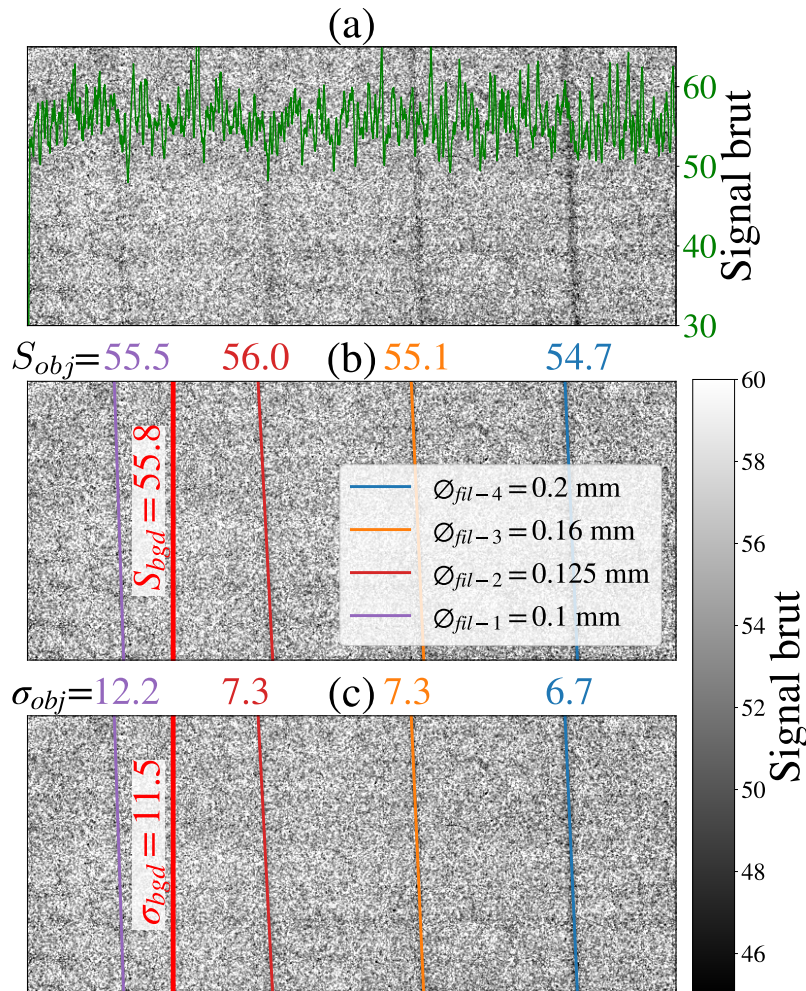 (a)
60
50
40
30
Signal brut
S_obj=55.5 56.0 (b) 55.1 54.7
S_bgd = 55.8
∅_fil−4 = 0.2 mm
∅_fil−3 = 0.16 mm
∅_fil−2 = 0.125 mm
∅_fil−1 = 0.1 mm
60
58
56
54
52
50
48
46
Signal brut
σ_obj=12.2 7.3 (c) 7.3 6.7
σ_bgd = 11.5